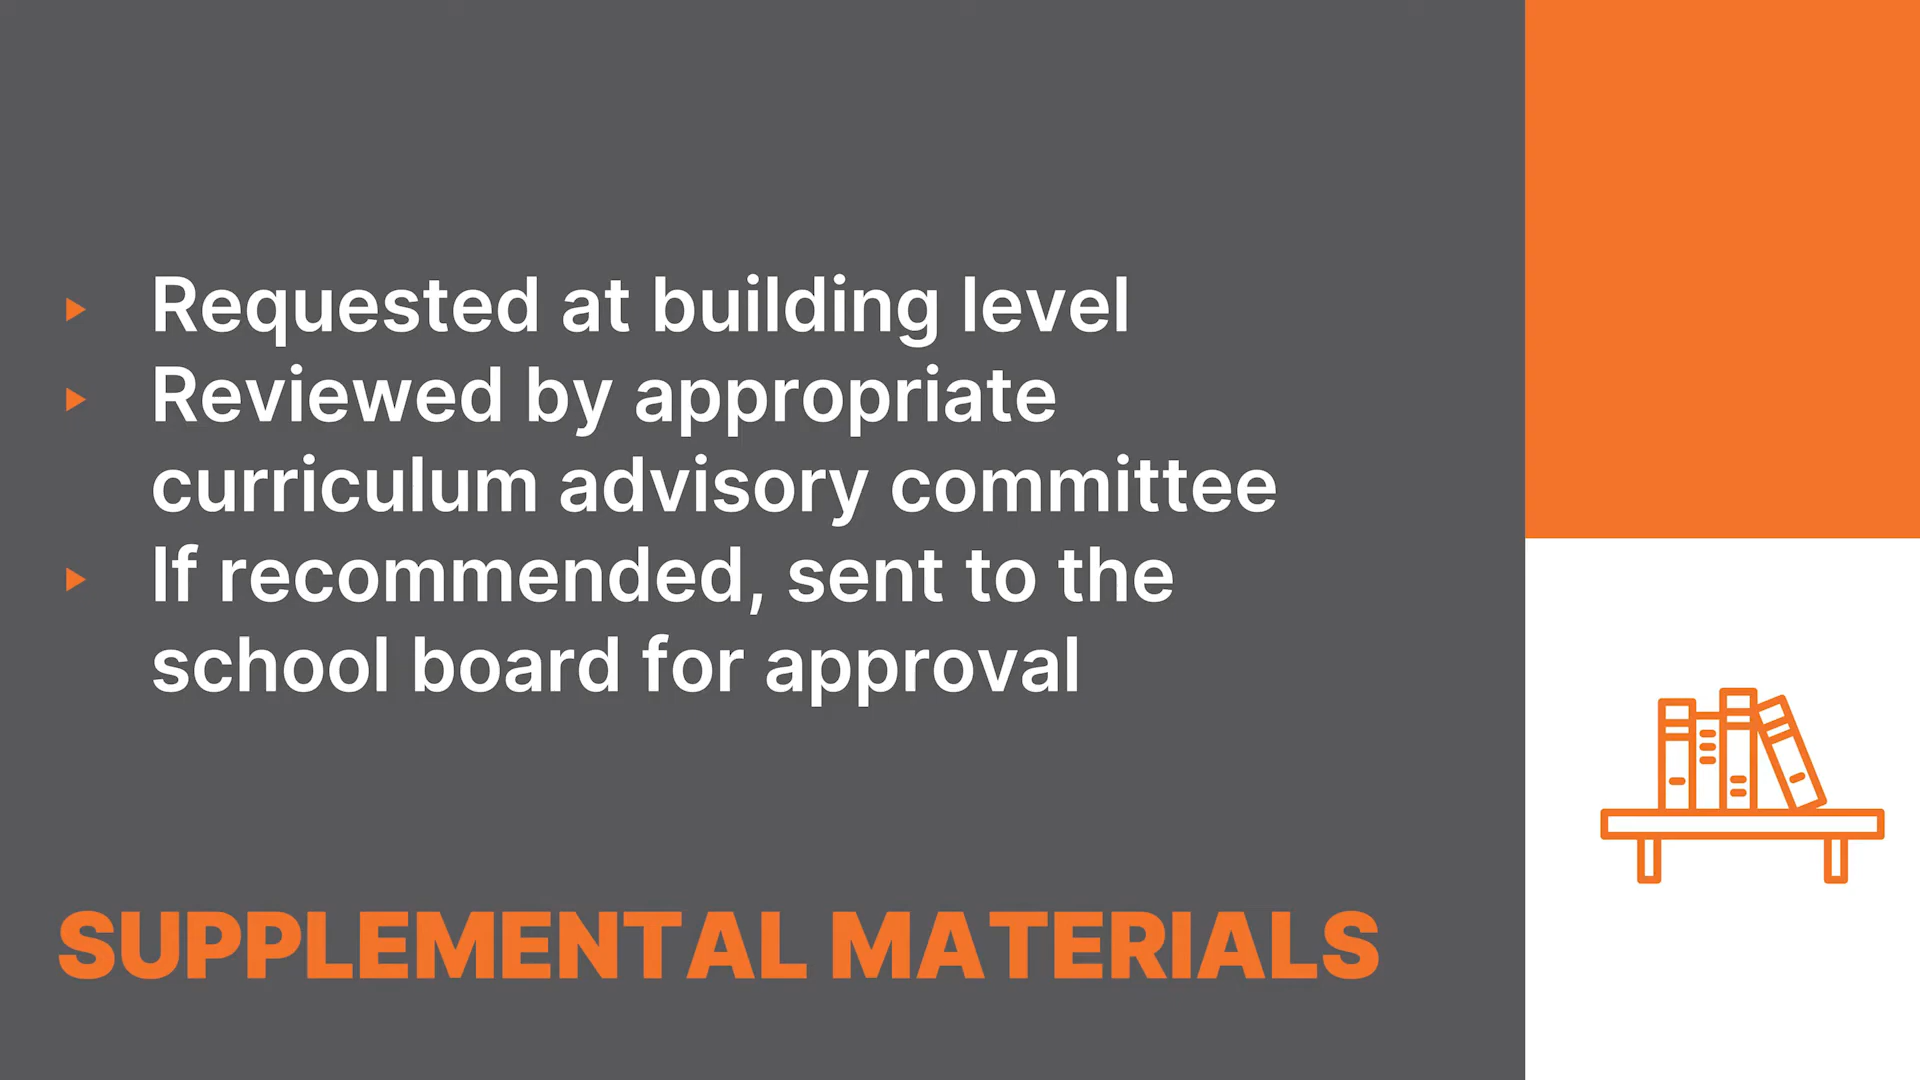 Requested at building level
Reviewed by appropriate
curriculum advisory committee
If recommended, sent to the
school board for approval
SUPPLEMENTAL MATERIALS